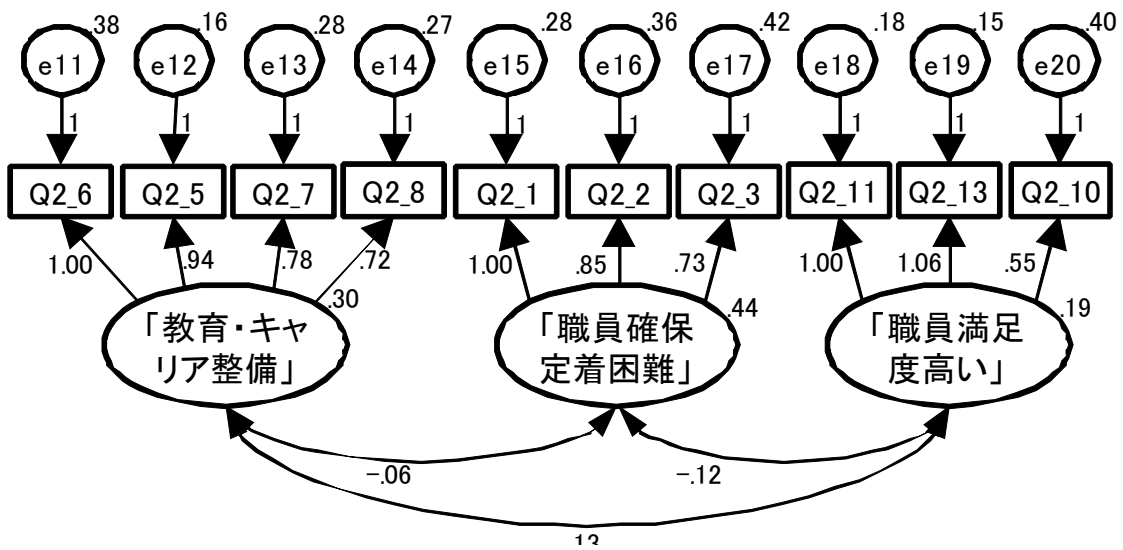 .38 .16 .28 .27 .28 .36 .42 .18 .15 .40
e11 e12 e13 e14 e15 e16 e17 e18 e19 e20
1 1 1 1 1 1 1 1 1 1
Q2_6 Q2_5 Q2_7 Q2_8 Q2_1 Q2_2 Q2_3 Q2_11 Q2_13 Q2_10
1.00 .94 .78 .72 1.00 .85 .73 1.00 1.06 .55
.30 .44 .19
「教育・キャ
リア整備」
「職員確保
定着困難」
「職員満足
度高い」
-.06 -.12
.13